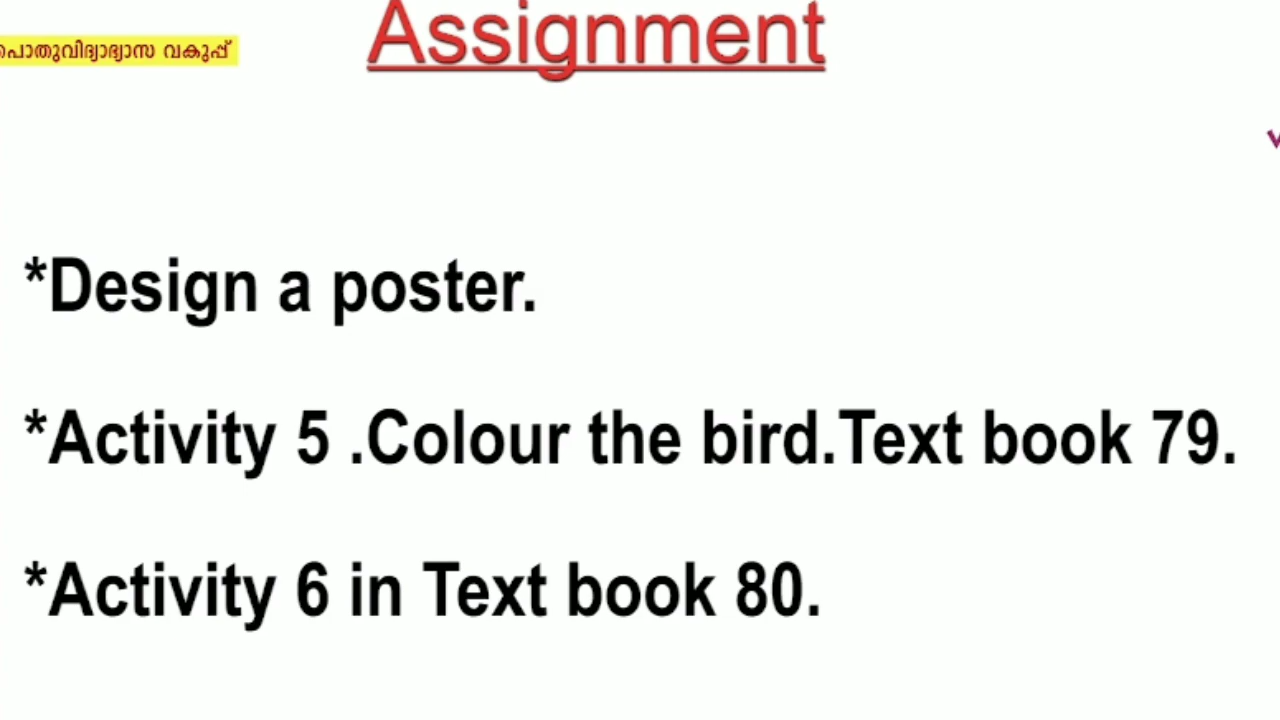 Assignment
പൊതുവിദ്യാഭ്യാസ വകുപ്പ്
*Design a poster.
*Activity 5 .Colour the bird.Text book 79.
*Activity 6 in Text book 80.